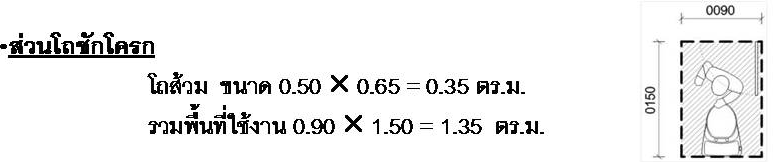 •ส่วนโถชักโครก
โถส้วม ขนาด 0.50 × 0.65 = 0.35 ตร.ม.
รวมพื้นที่ใช้งาน 0.90 × 1.50 = 1.35 ตร.ม.
0090
0150